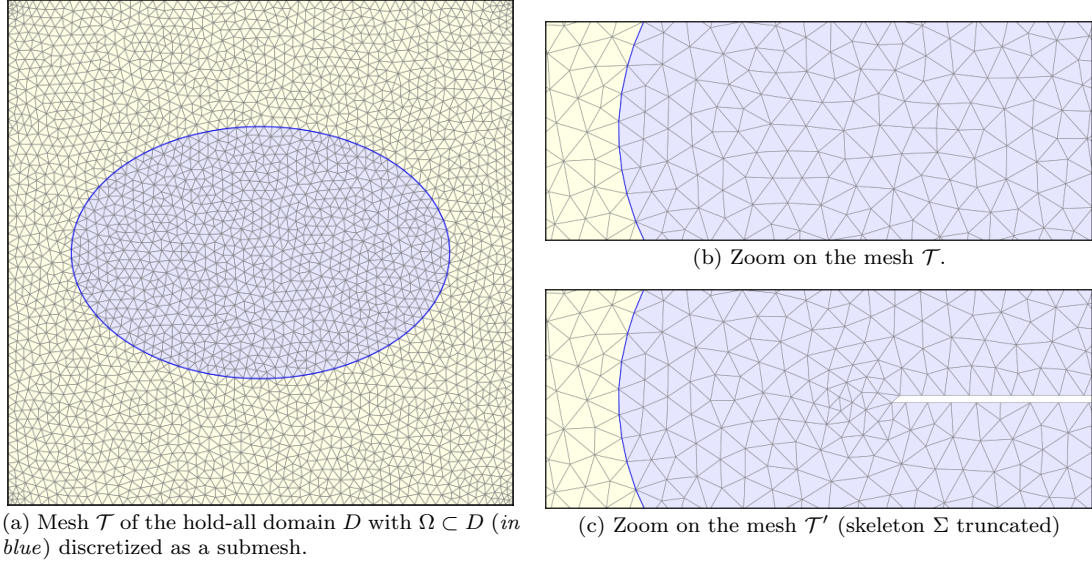 (a) Mesh 𝒯 of the hold-all domain D with Ω ⊂ D (in
blue) discretized as a submesh.
(b) Zoom on the mesh 𝒯.
(c) Zoom on the mesh 𝒯′ (skeleton Σ truncated)